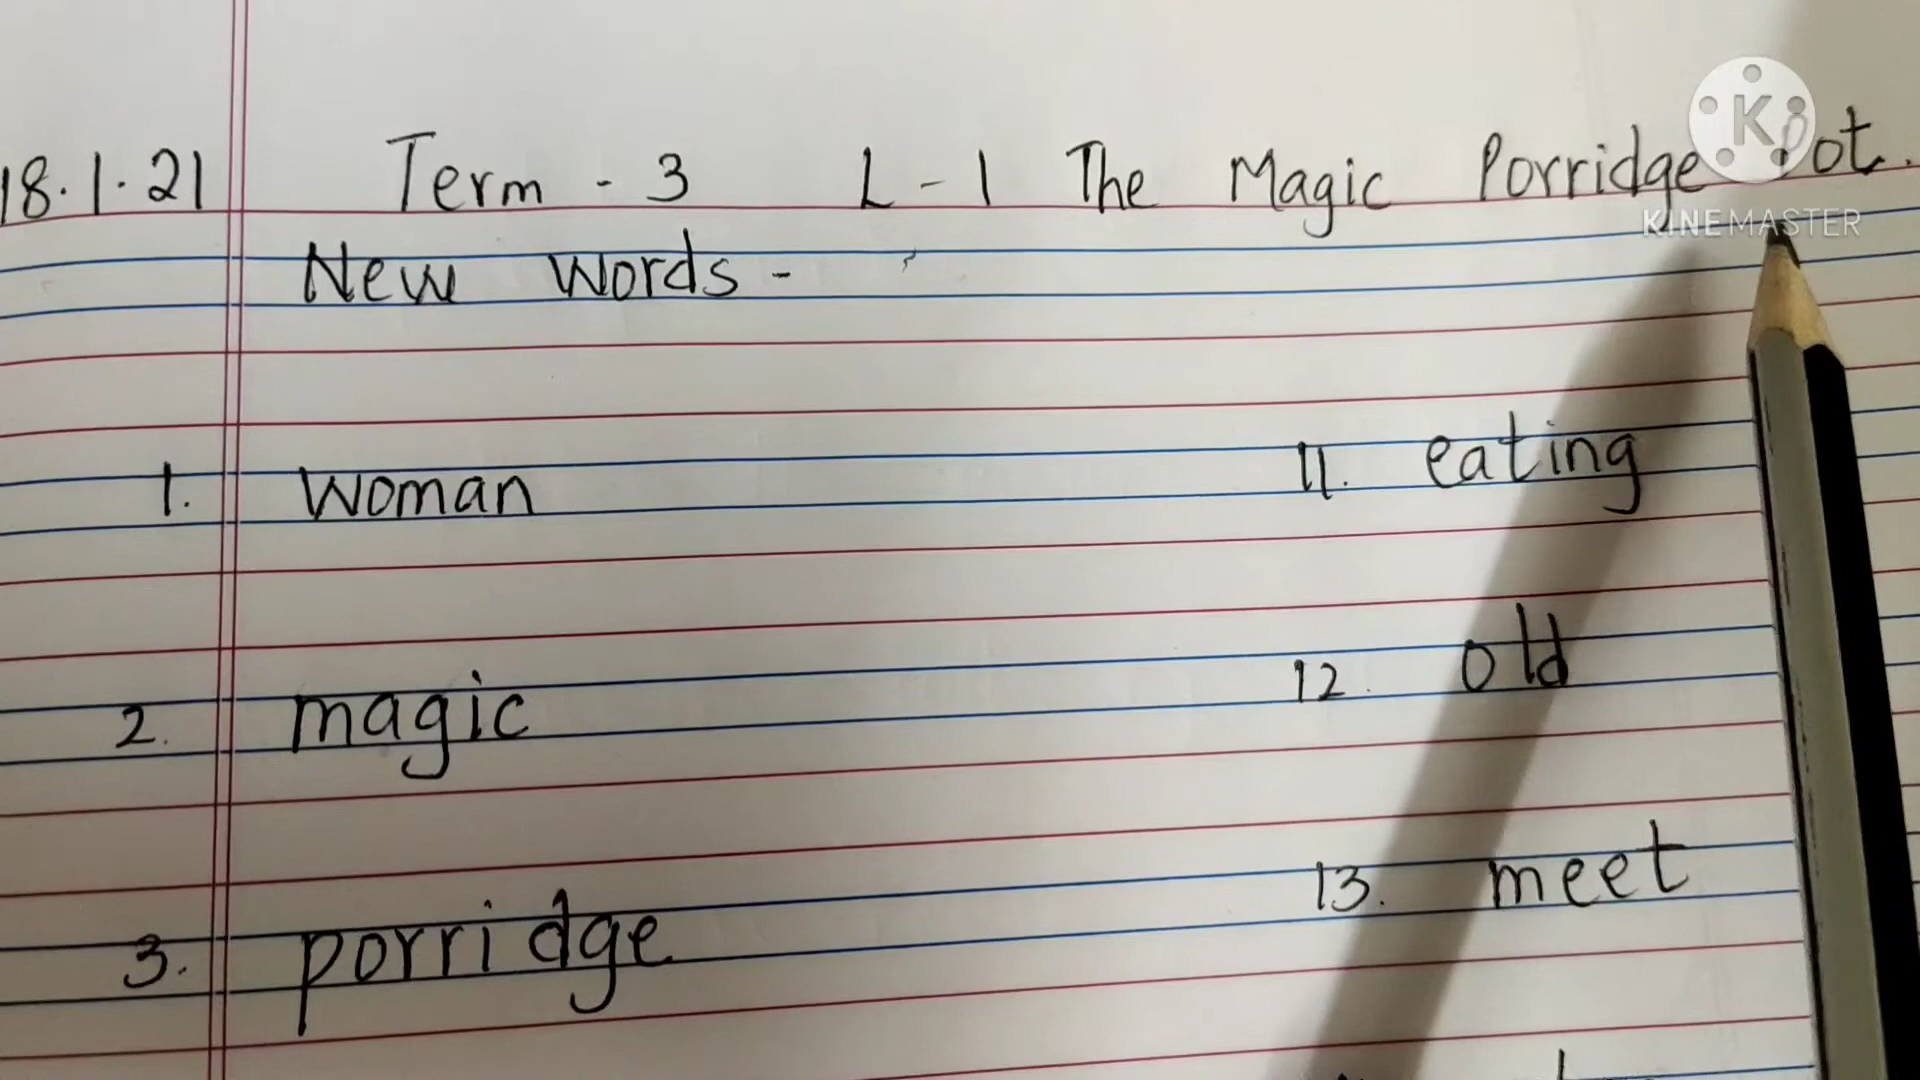 18.1.21 Term - 3 L - 1 The Magic Porridge Pot.
KINEMASTER
New words -
1. woman
11. eating
2. magic
12. old
3. porridge
13. meet